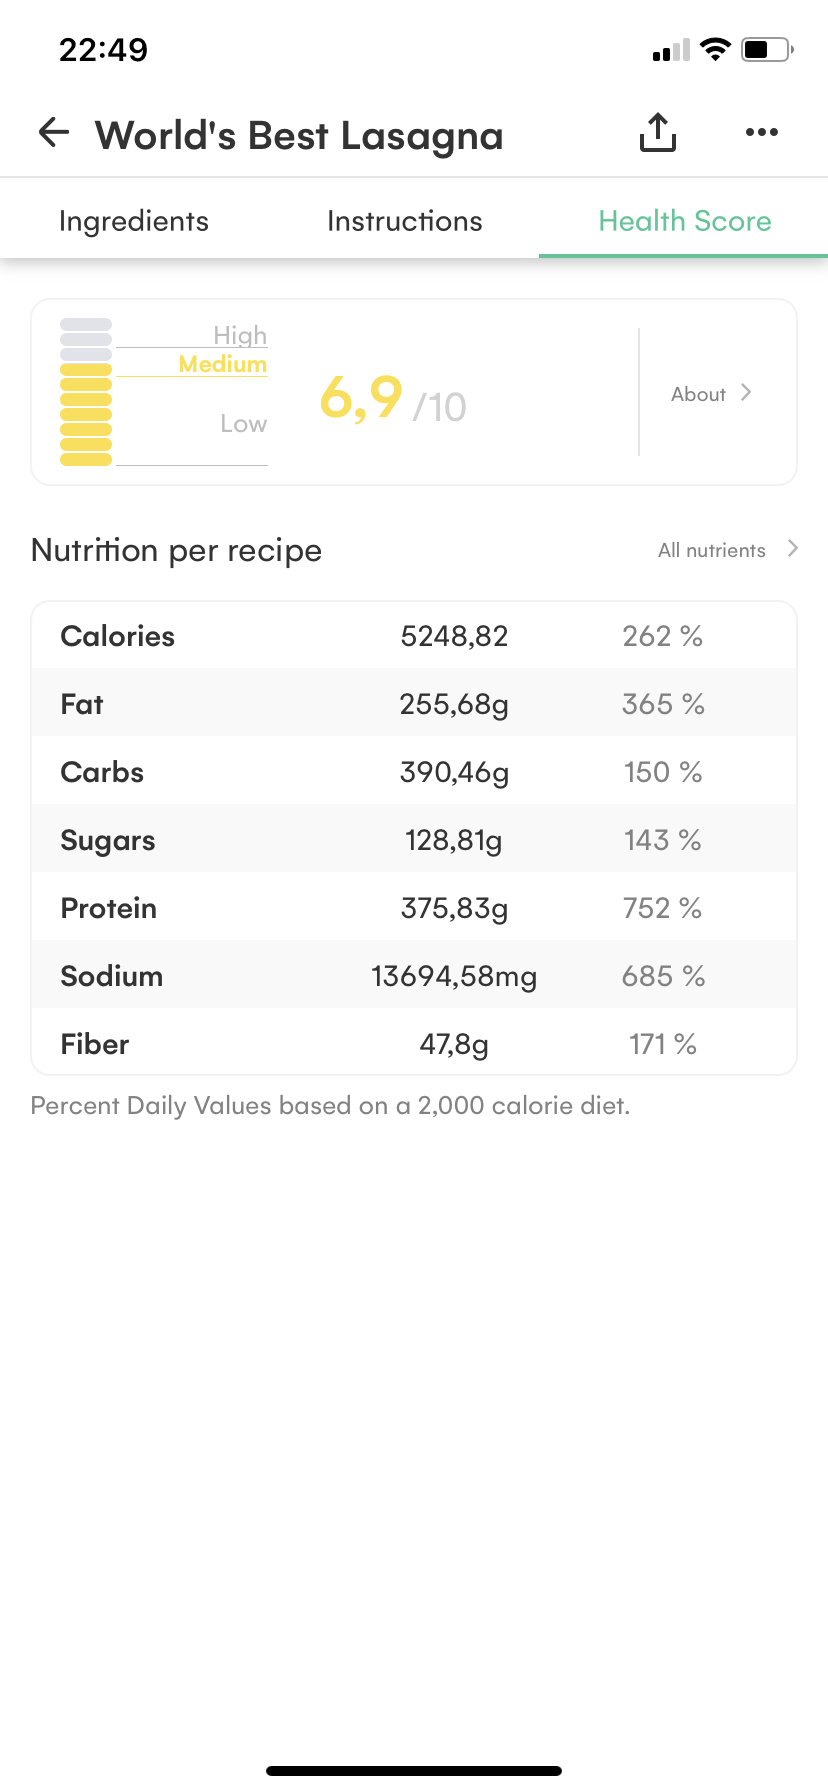 22:49
World's Best Lasagna
Ingredients Instructions Health Score
High
Medium
Low
6,9 /10
About
Nutrition per recipe All nutrients
Calories 5248,82 262 %
Fat 255,68g 365 %
Carbs 390,46g 150 %
Sugars 128,81g 143 %
Protein 375,83g 752 %
Sodium 13694,58mg 685 %
Fiber 47,8g 171 %
Percent Daily Values based on a 2,000 calorie diet.